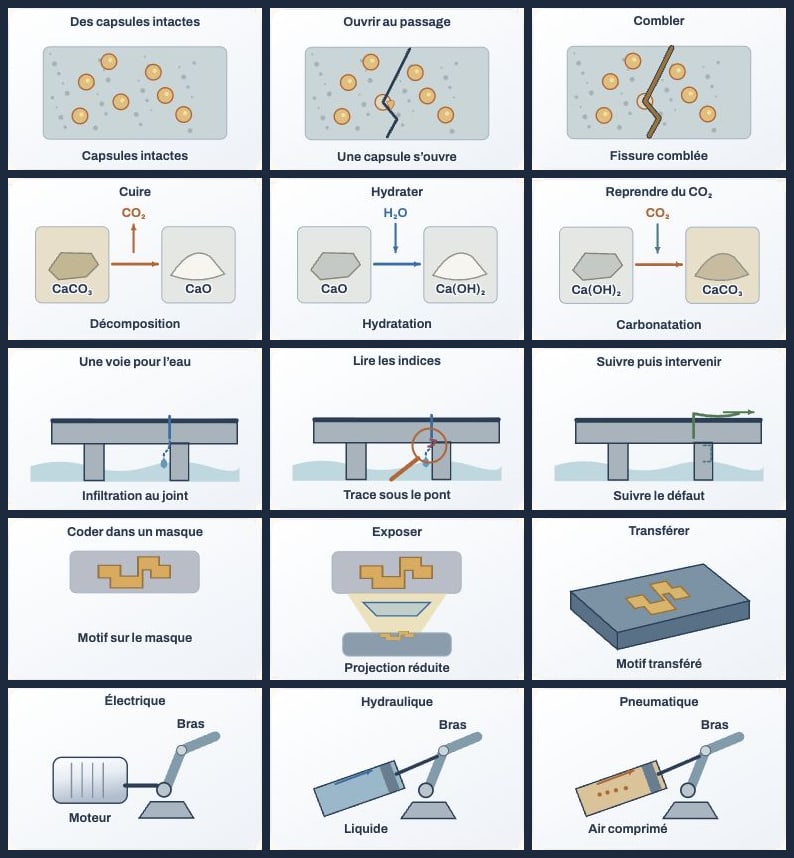 Des capsules intactes
Capsules intactes
Ouvrir au passage
Une capsule s’ouvre
Combler
Fissure comblée
Cuire
CO₂
CaCO₃
CaO
Décomposition
Hydrater
H₂O
CaO
Ca(OH)₂
Hydratation
Reprendre du CO₂
CO₂
Ca(OH)₂
CaCO₃
Carbonatation
Une voie pour l’eau
Infiltration au joint
Lire les indices
Trace sous le pont
Suivre puis intervenir
Suivre le défaut
Coder dans un masque
Motif sur le masque
Exposer
Projection réduite
Transférer
Motif transféré
Électrique
Bras
Moteur
Hydraulique
Bras
Liquide
Pneumatique
Bras
Air comprimé